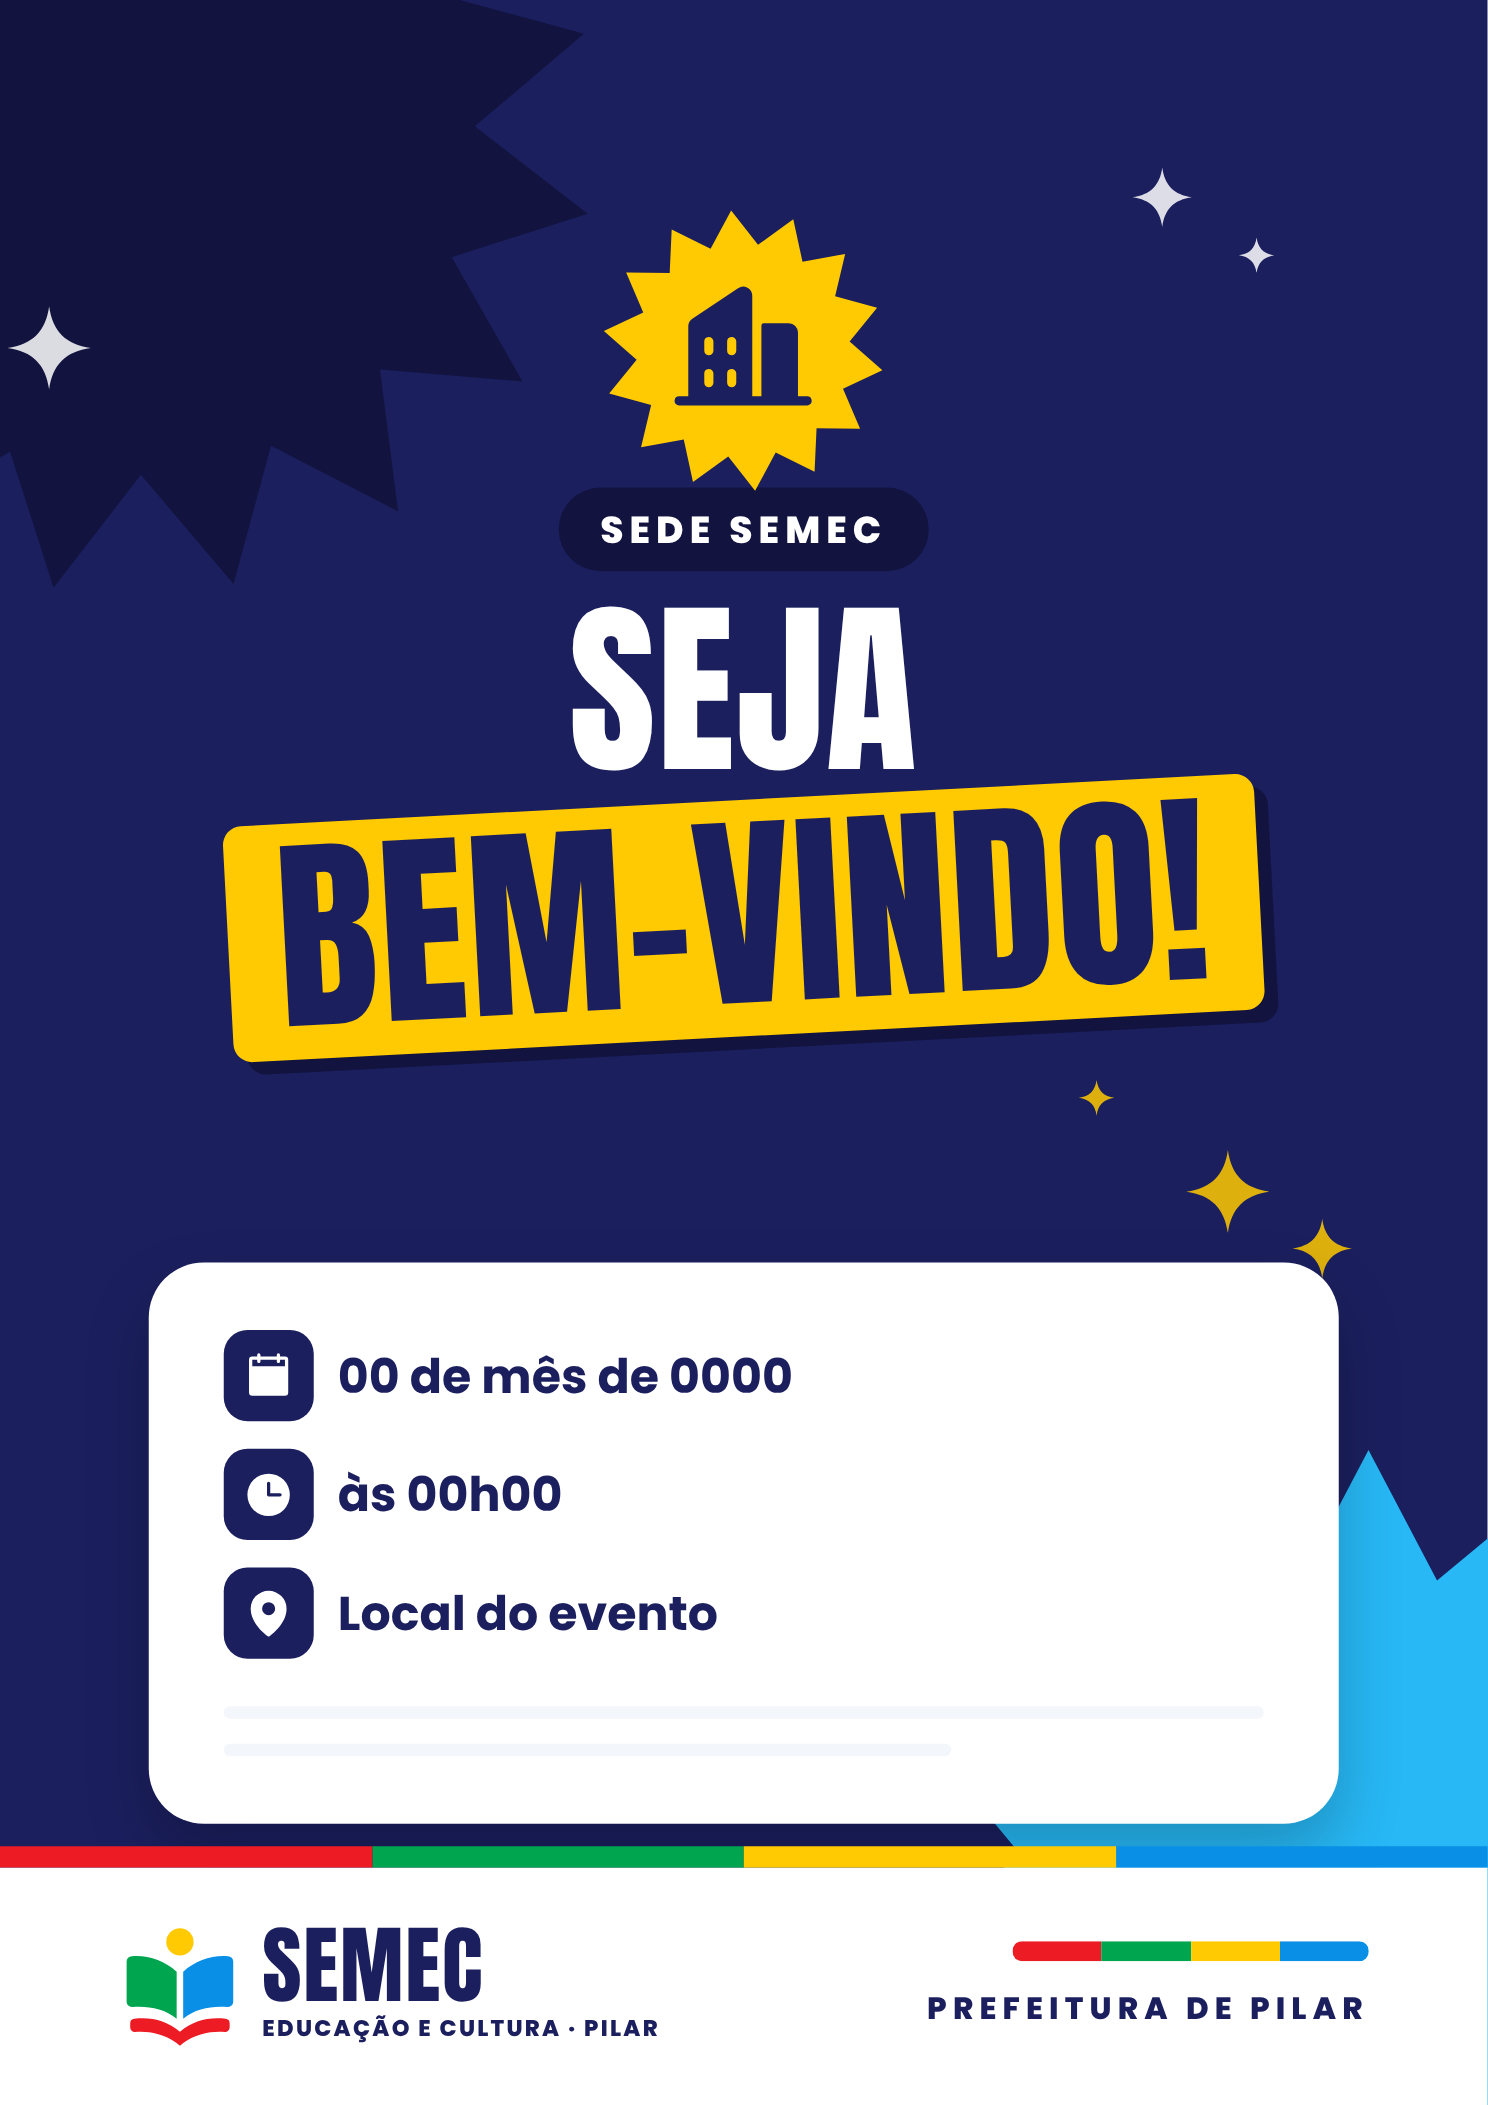 SEDE SEMEC
SEJA
BEM-VINDO!
00 de mês de 0000
às 00h00
Local do evento
SEMEC
EDUCAÇÃO E CULTURA · PILAR
PREFEITURA DE PILAR